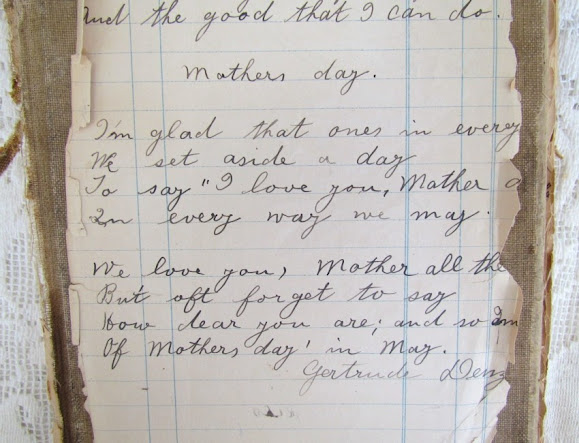 And the good that I can do.
Mothers day.
I'm glad that ones in every
We set aside a day
To say "I love you, Mother
In every way we may.
We love you, Mother all the
But oft forget to say
How dear you are; and so I'm
Of Mothers day' in May.
Gertrude